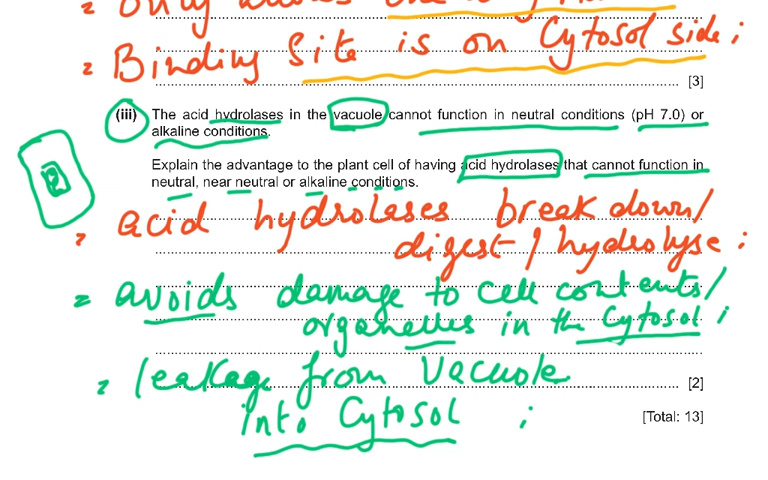 = Only allows one
= Binding Site is on Cytosol side ;
[3]
(iii) The acid hydrolases in the vacuole cannot function in neutral conditions (pH 7.0) or
alkaline conditions.
Explain the advantage to the plant cell of having acid hydrolases that cannot function in
neutral, near neutral or alkaline conditions.
= acid hydrolases break down/
digest / hydrolyse ;
= avoids damage to cell contents/
organelles in the Cytosol ;
= leakage from Vacuole
[2]
into Cytosol ;
[Total: 13]